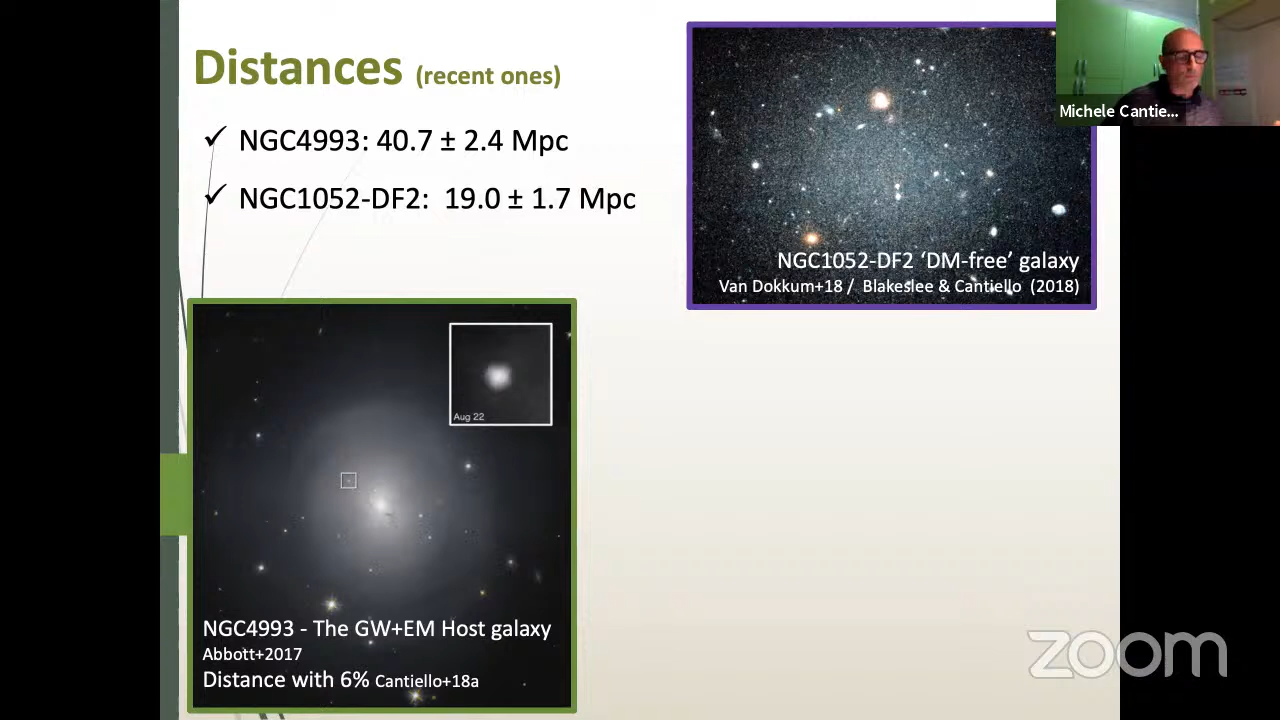 Distances (recent ones)
✓ NGC4993: 40.7 ± 2.4 Mpc
✓ NGC1052-DF2: 19.0 ± 1.7 Mpc
NGC1052-DF2 ‘DM-free’ galaxy
Van Dokkum+18 / Blakeslee & Cantiello (2018)
Michele Cantie...
Aug 22
NGC4993 - The GW+EM Host galaxy
Abbott+2017
Distance with 6% Cantiello+18a
zoom